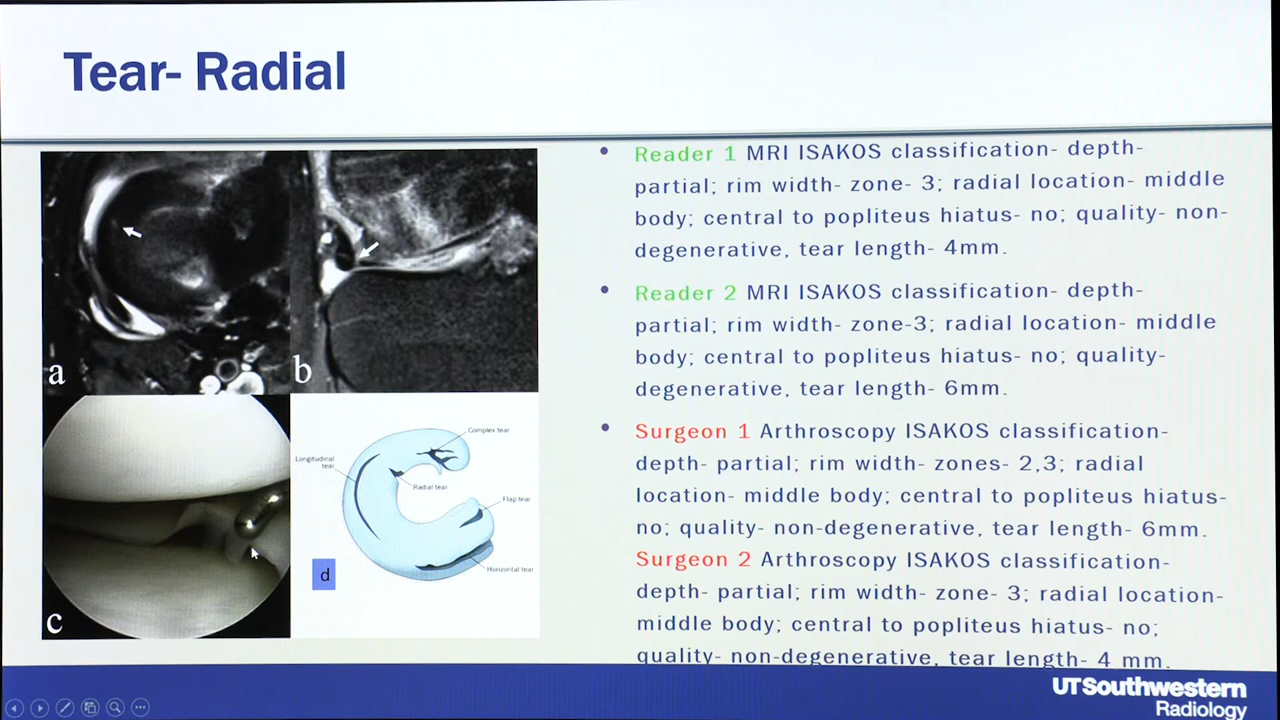 Tear- Radial
a
b
c
d
Complex tear
Longitudinal
tear
Radial tear
Flap tear
Horizontal tear
Reader 1 MRI ISAKOS classification- depth-
partial; rim width- zone- 3; radial location- middle
body; central to popliteus hiatus- no; quality- non-
degenerative, tear length- 4mm.
Reader 2 MRI ISAKOS classification- depth-
partial; rim width- zone-3; radial location- middle
body; central to popliteus hiatus- no; quality-
degenerative, tear length- 6mm.
Surgeon 1 Arthroscopy ISAKOS classification-
depth- partial; rim width- zones- 2,3; radial
location- middle body; central to popliteus hiatus-
no; quality- non-degenerative, tear length- 6mm.
Surgeon 2 Arthroscopy ISAKOS classification-
depth- partial; rim width- zone- 3; radial location-
middle body; central to popliteus hiatus- no;
quality- non-degenerative, tear length- 4 mm.
UTSouthwestern
Radiology